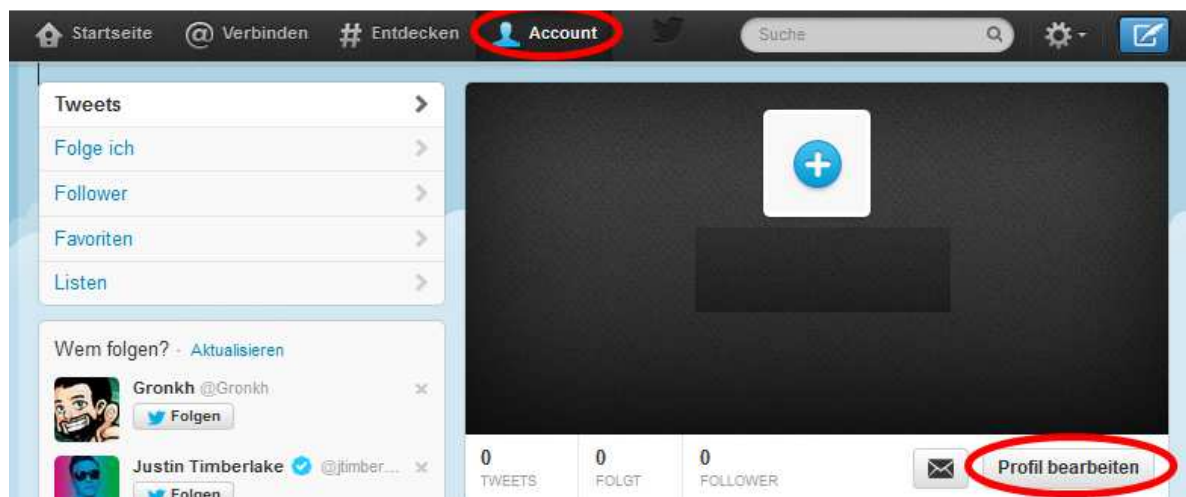 Startseite @ Verbinden # Entdecken Account Suche
Tweets
Folge ich
Follower
Favoriten
Listen
Wem folgen? · Aktualisieren
Gronkh @Gronkh
Folgen
Justin Timberlake @jtimber...
Folgen
0 0 0
TWEETS FOLGT FOLLOWER
Profil bearbeiten